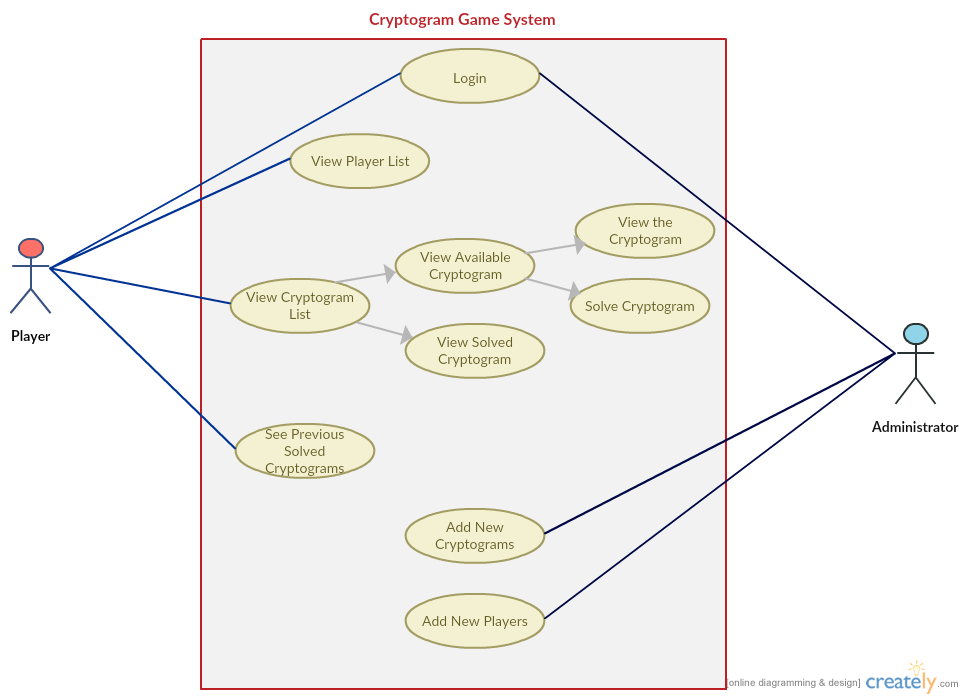 Cryptogram Game System
Login
View Player List
View the
Cryptogram
View Available
Cryptogram
View Cryptogram
List
Solve Cryptogram
View Solved
Cryptogram
Player
Administrator
See Previous
Solved
Cryptograms
Add New
Cryptograms
Add New Players
[online diagramming & design] creately.com